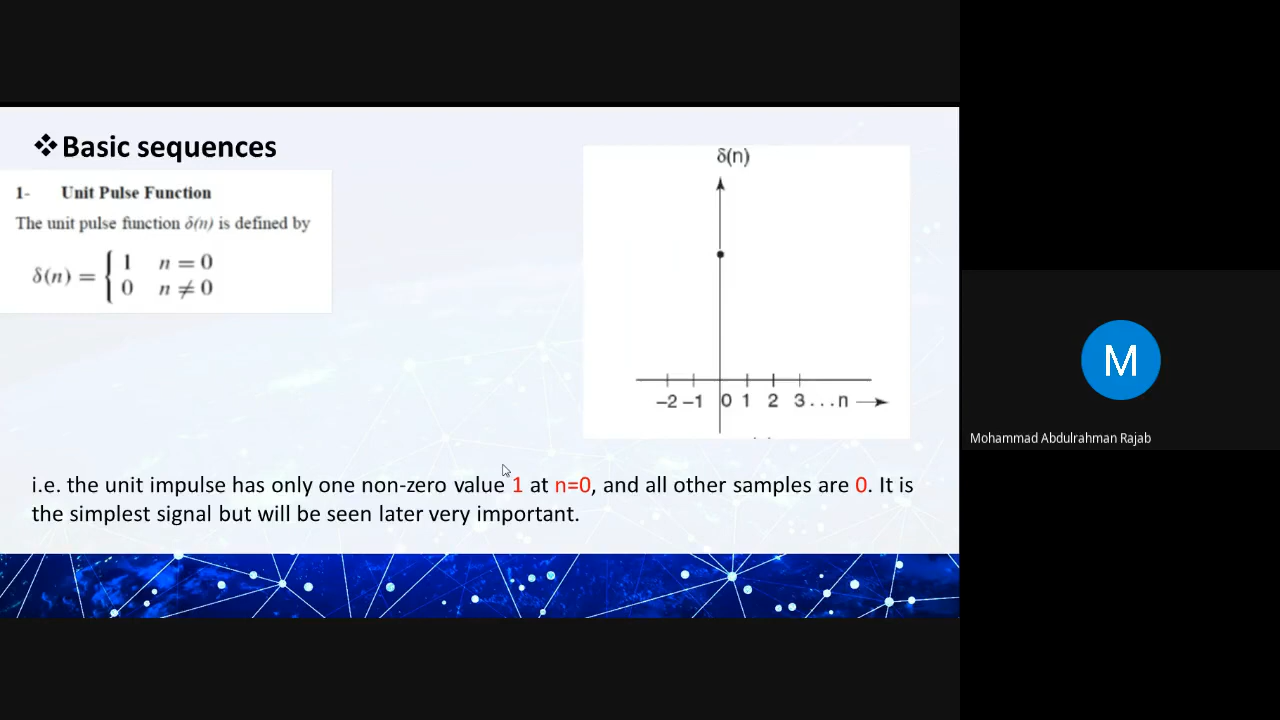 ❖Basic sequences
1- Unit Pulse Function
The unit pulse function δ(n) is defined by
δ(n) = { 1 n = 0
0 n ≠ 0
δ(n)
−2 −1 0 1 2 3...n
i.e. the unit impulse has only one non-zero value 1 at n=0, and all other samples are 0. It is
the simplest signal but will be seen later very important.
M
Mohammad Abdulrahman Rajab